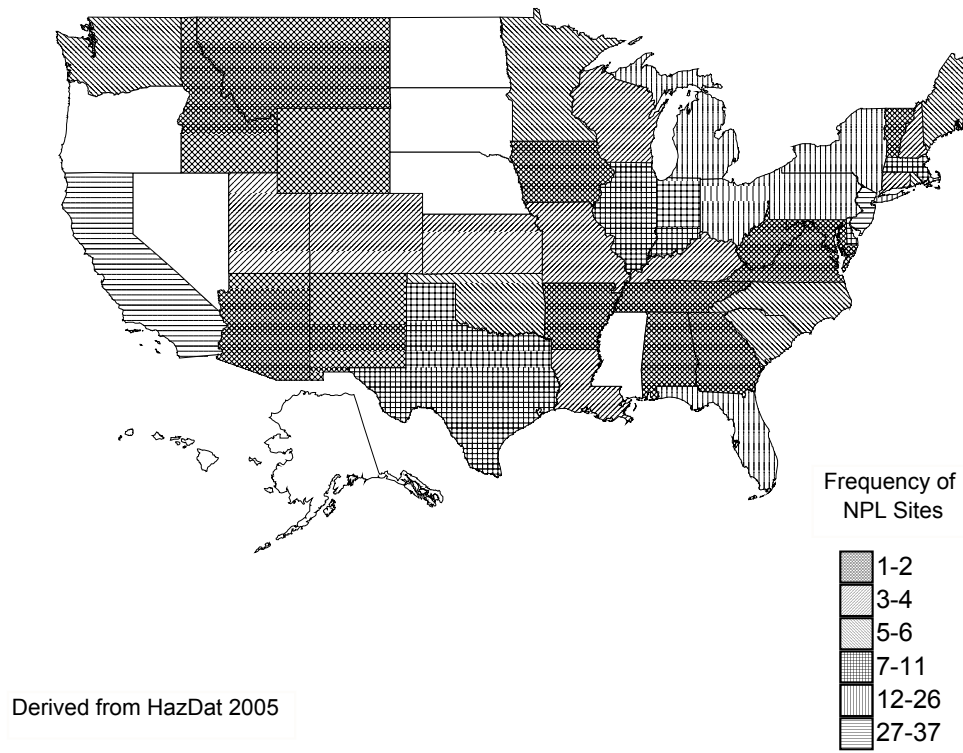 Frequency of
NPL Sites
1-2
3-4
5-6
7-11
12-26
27-37
Derived from HazDat 2005